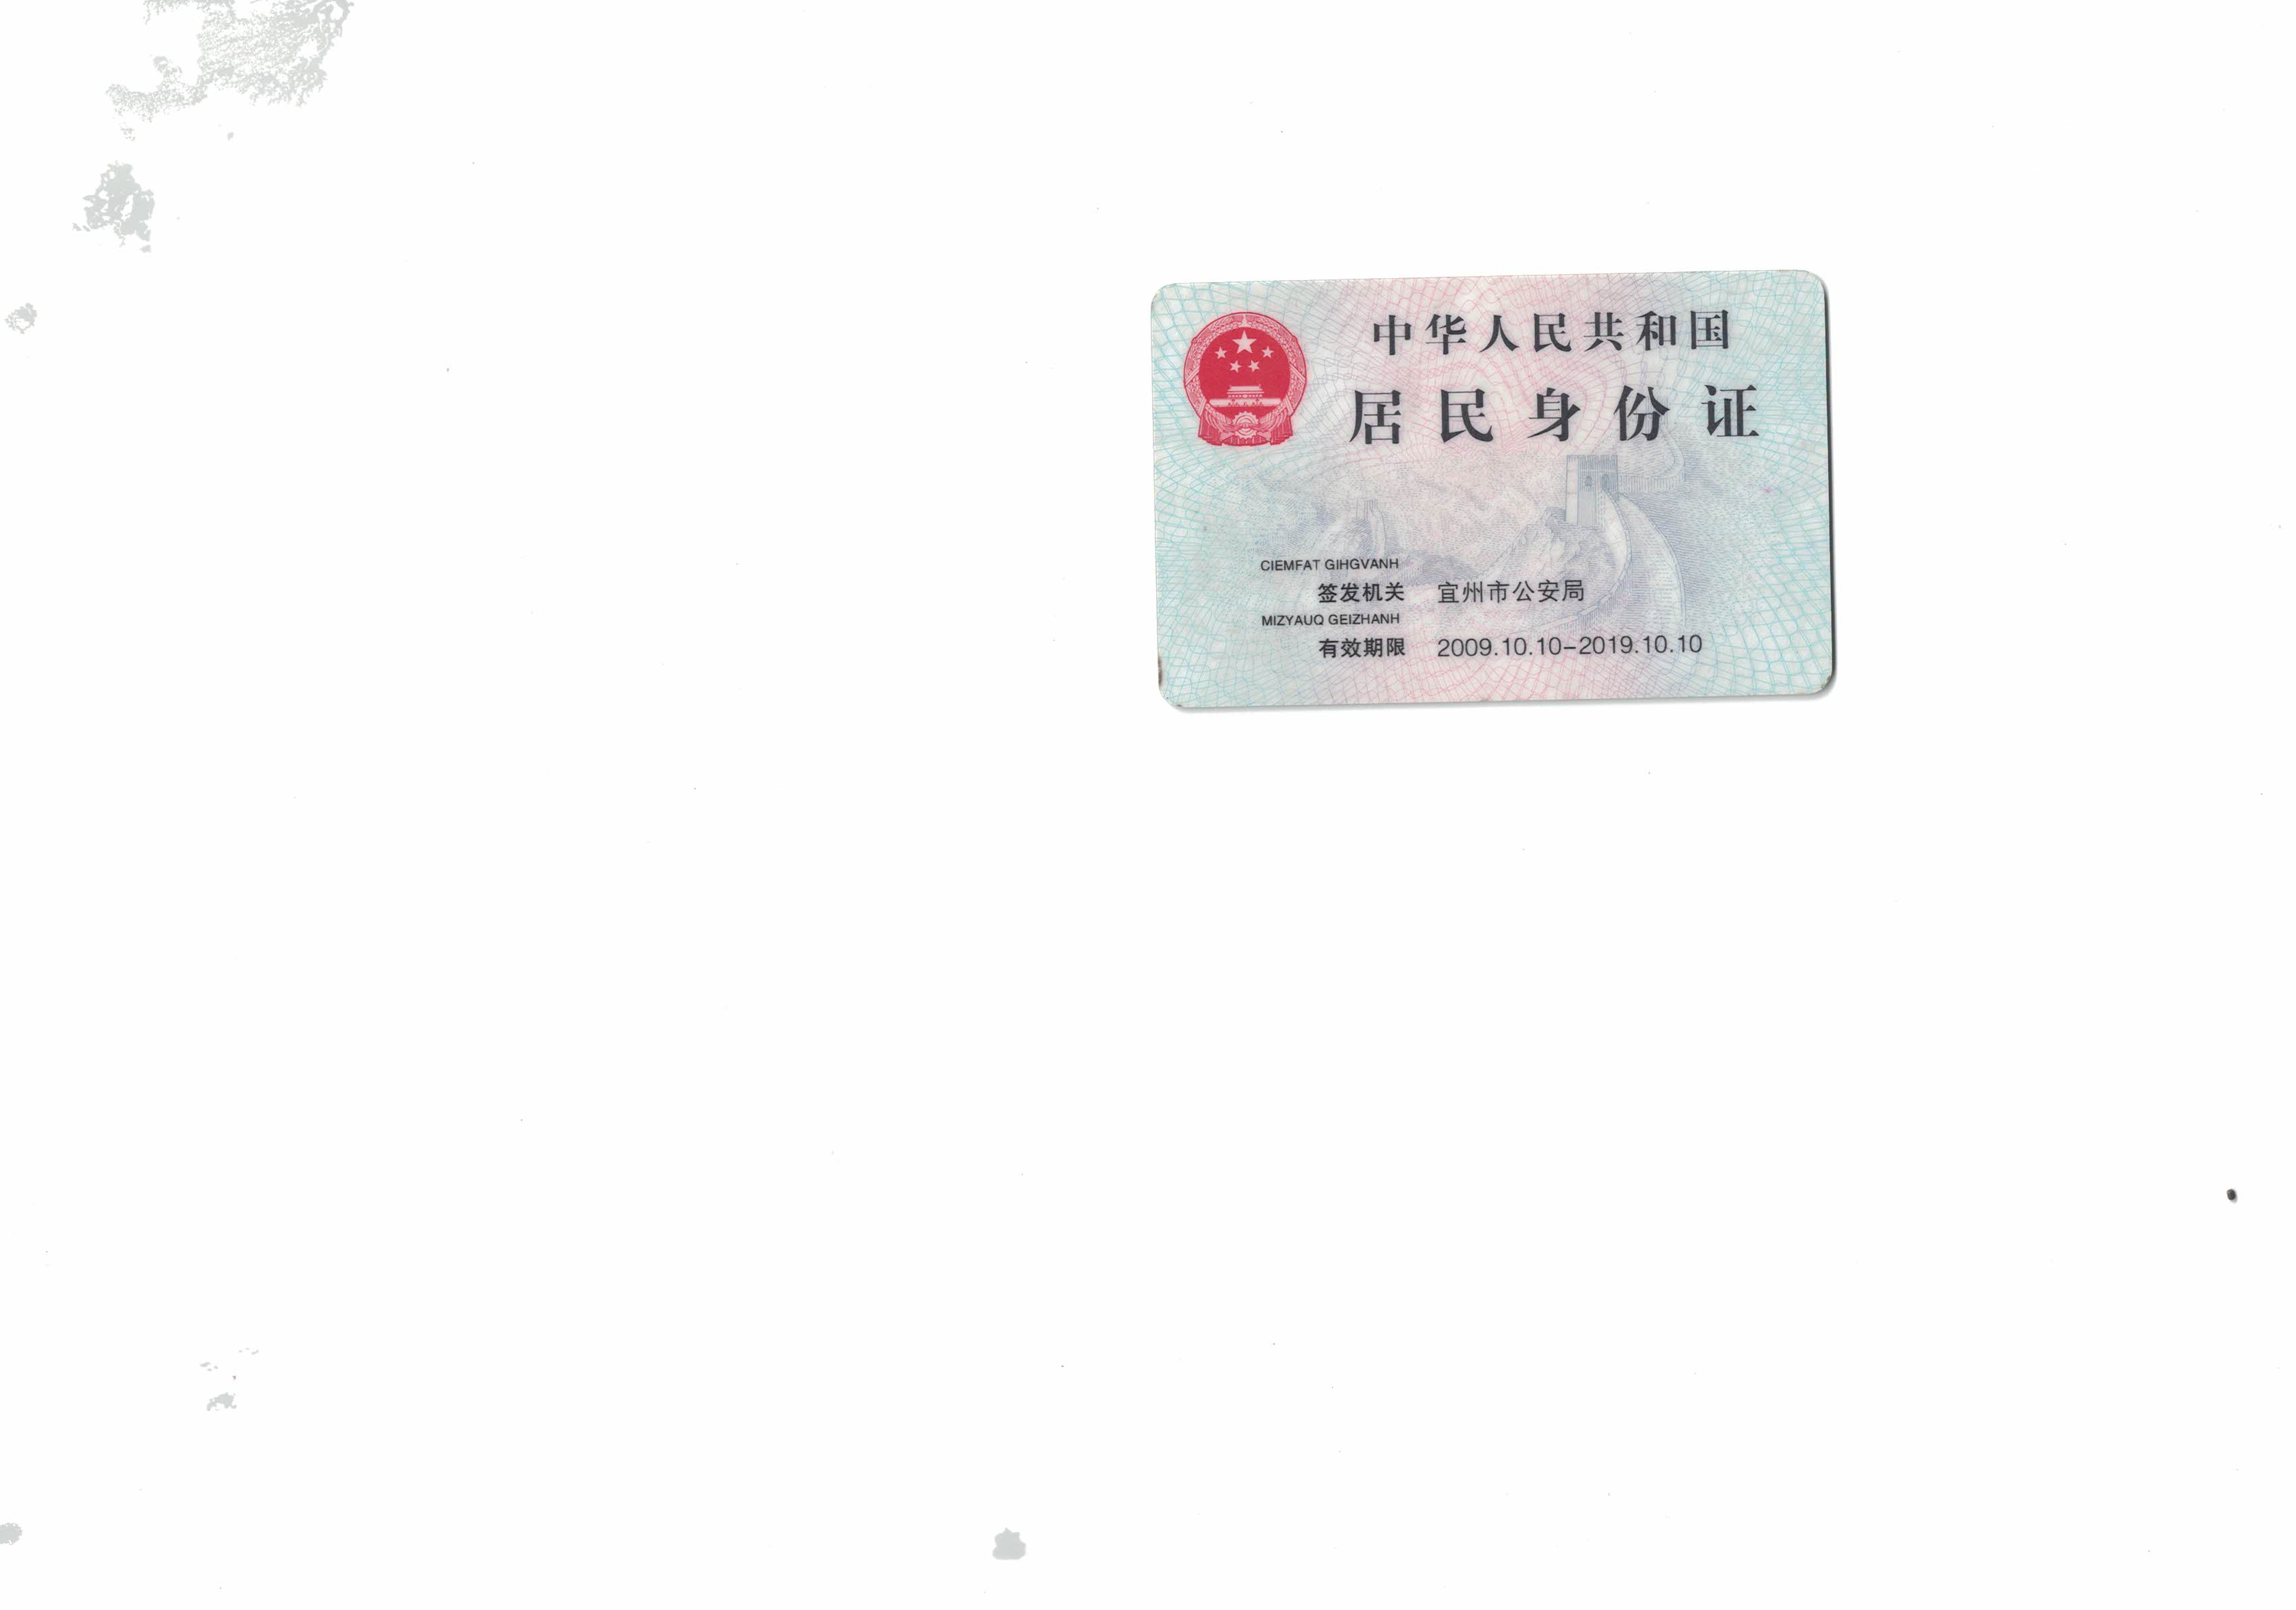 中华人民共和国
居民身份证
CIEMFAT GIHGVANH
签发机关 宜州市公安局
MIZYAUQ GEIZHANH
有效期限 2009.10.10-2019.10.10